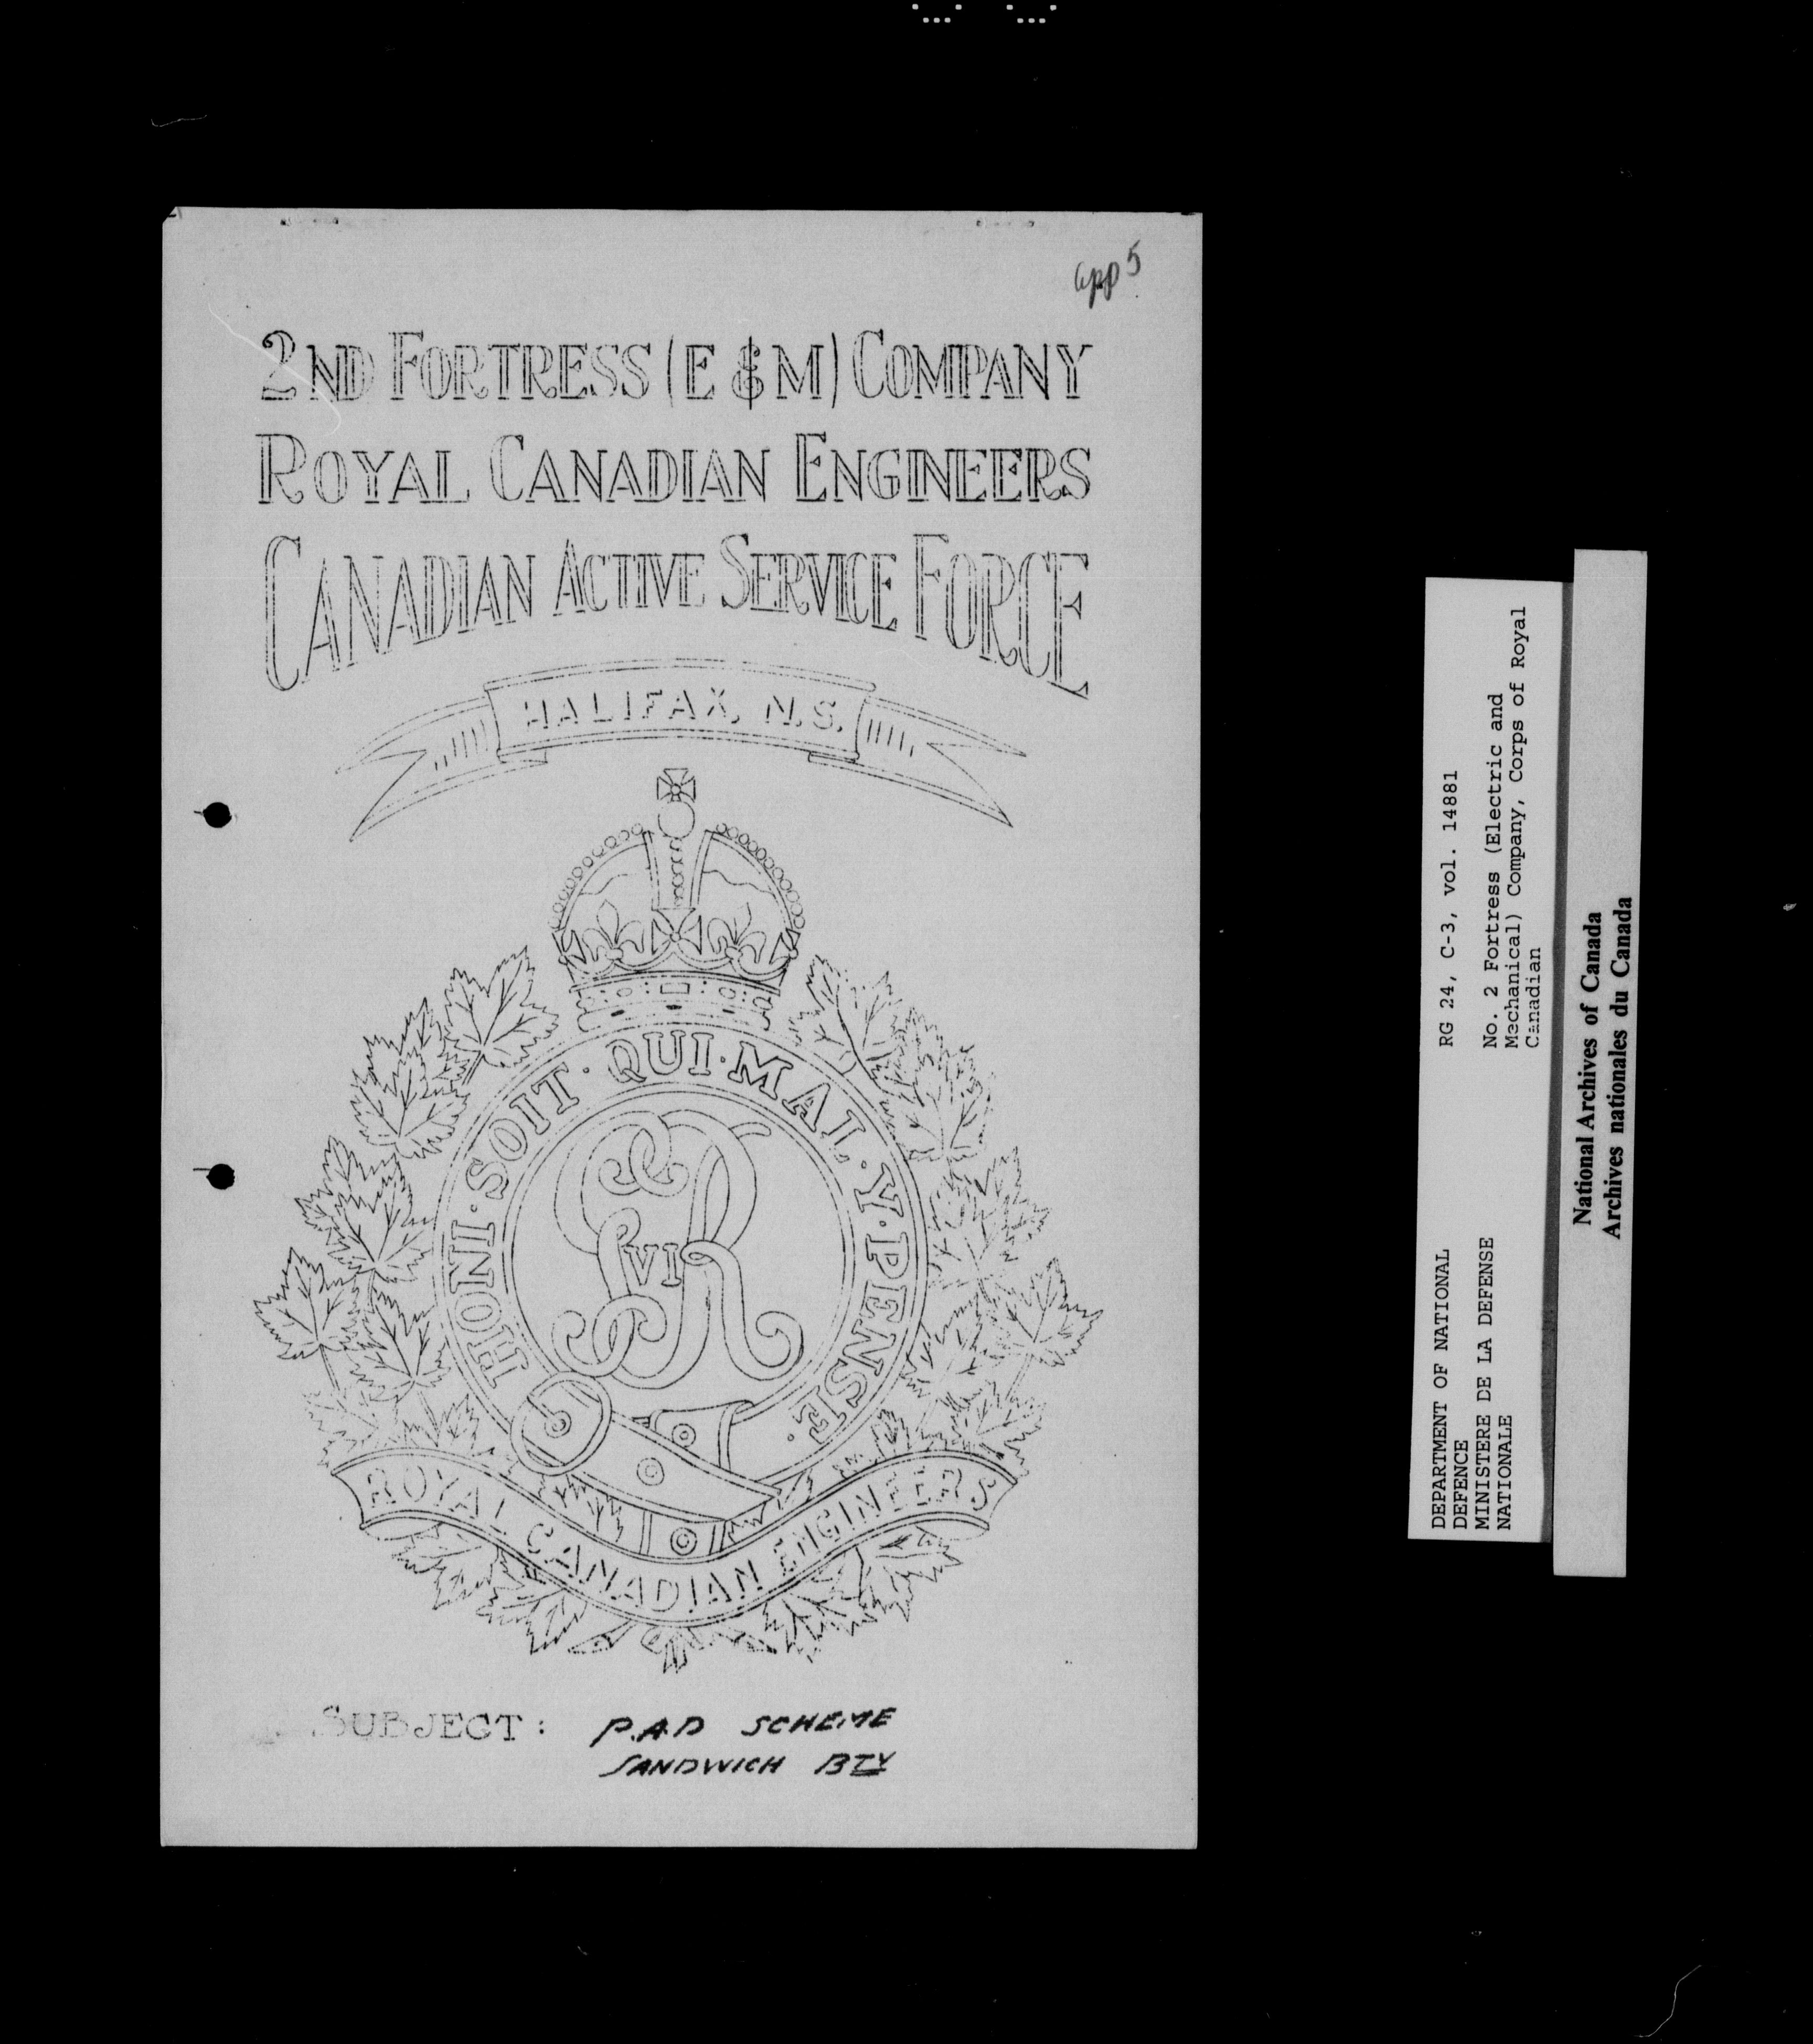 app 5
2ND FORTRESS (E & M) COMPANY
ROYAL CANADIAN ENGINEERS
CANADIAN ACTIVE SERVICE FORCE
HALIFAX, N.S.
HONI · SOIT · QUI · MAL · Y · PENSE ·
GR
VI
ROYAL CANADIAN ENGINEERS
SUBJECT: P.A.D SCHEME
SANDWICH BTY
DEPARTMENT OF NATIONAL
DEFENCE
MINISTERE DE LA DEFENSE
NATIONALE
RG 24, C-3, vol. 14881
No. 2 Fortress (Electric and
Mechanical) Company, Corps of Royal
Canadian
National Archives of Canada
Archives nationales du Canada